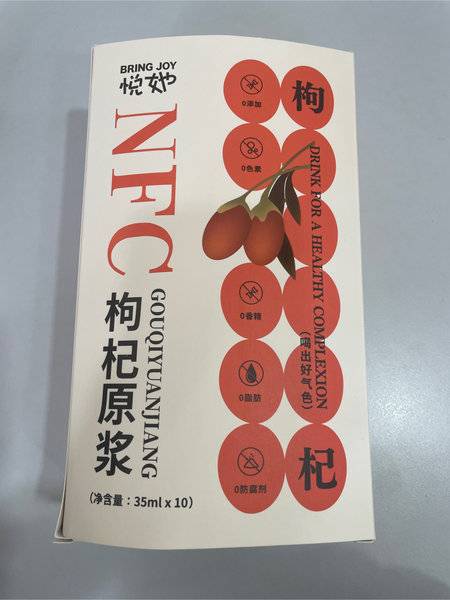 BRING JOY
悦她
NFC
GOUQIYUANJIANG
枸杞原浆
（净含量：35ml x 10）
枸
杞
DRINK FOR A HEALTHY COMPLEXION
（喝出好气色）
0添加
0色素
0香精
0脂肪
0防腐剂